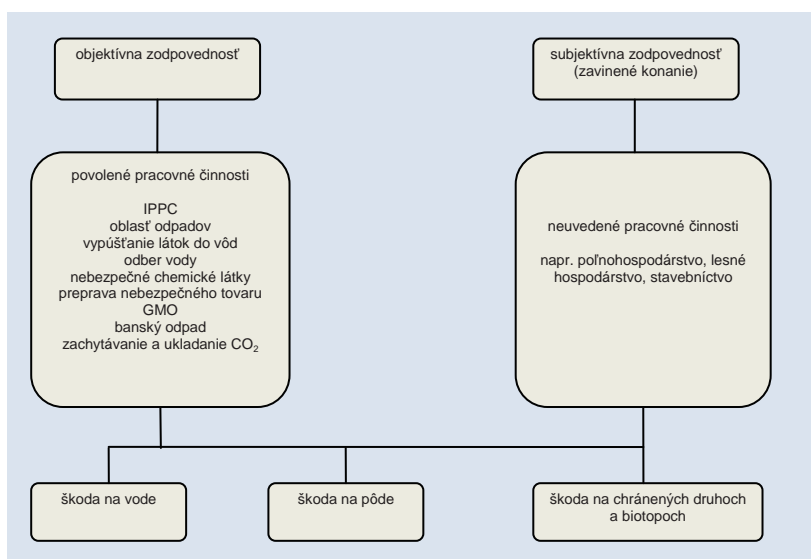 objektívna zodpovednosť
subjektívna zodpovednosť
(zavinené konanie)
povolené pracovné činnosti
IPPC
oblasť odpadov
vypúšťanie látok do vôd
odber vody
nebezpečné chemické látky
preprava nebezpečného tovaru
GMO
banský odpad
zachytávanie a ukladanie CO₂
neuvedené pracovné činnosti
napr. poľnohospodárstvo, lesné
hospodárstvo, stavebníctvo
škoda na vode
škoda na pôde
škoda na chránených druhoch
a biotopoch